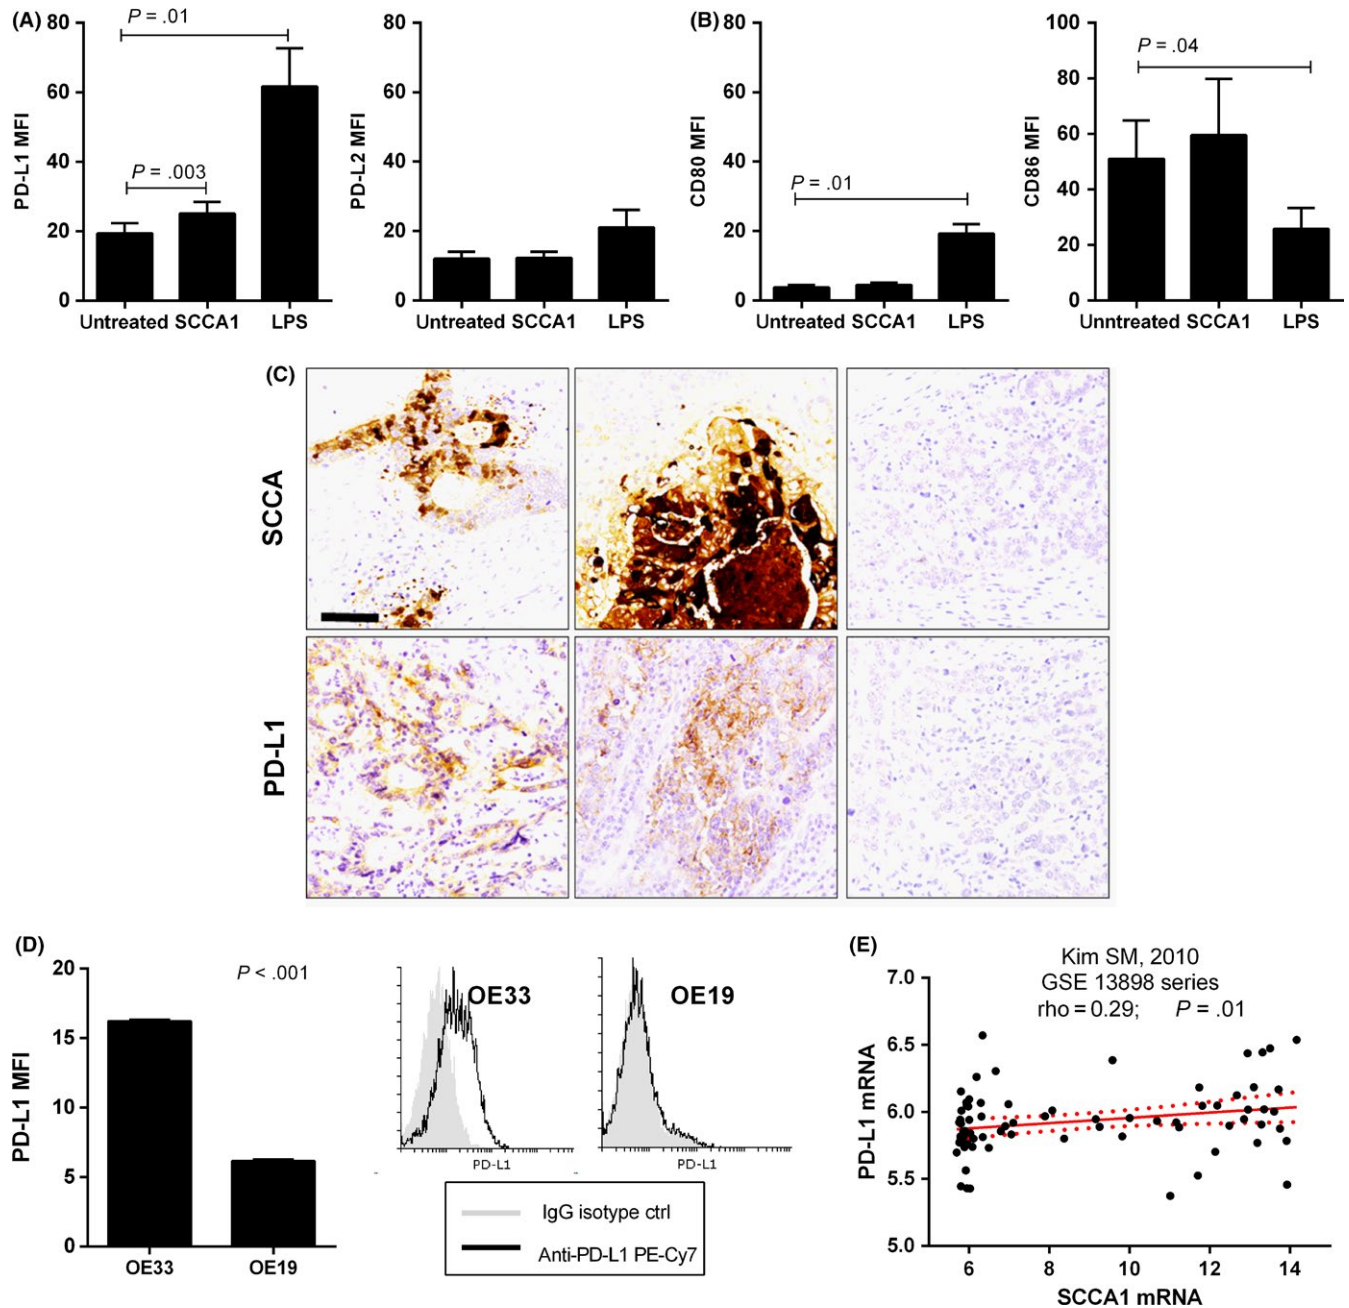 (A)
P = .01
P = .003
PD-L1 MFI
80
60
40
20
0
Untreated SCCA1 LPS
PD-L2 MFI
80
60
40
20
0
Untreated SCCA1 LPS
(B)
P = .01
CD80 MFI
80
60
40
20
0
Untreated SCCA1 LPS
P = .04
CD86 MFI
100
80
60
40
20
0
Unntreated SCCA1 LPS
(C)
SCCA
PD-L1
(D)
P < .001
PD-L1 MFI
20
15
10
5
0
OE33 OE19
OE33
PD-L1
OE19
PD-L1
IgG isotype ctrl
Anti-PD-L1 PE-Cy7
(E)
Kim SM, 2010
GSE 13898 series
rho = 0.29; P = .01
PD-L1 mRNA
7.0
6.5
6.0
5.5
5.0
6 8 10 12 14
SCCA1 mRNA